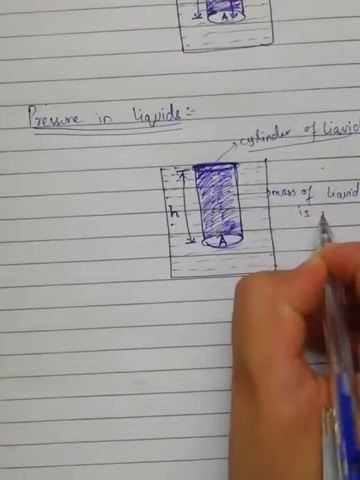 A
Pressure in liquids:-
cylinder of liquid
h
mass of liquid
is
A